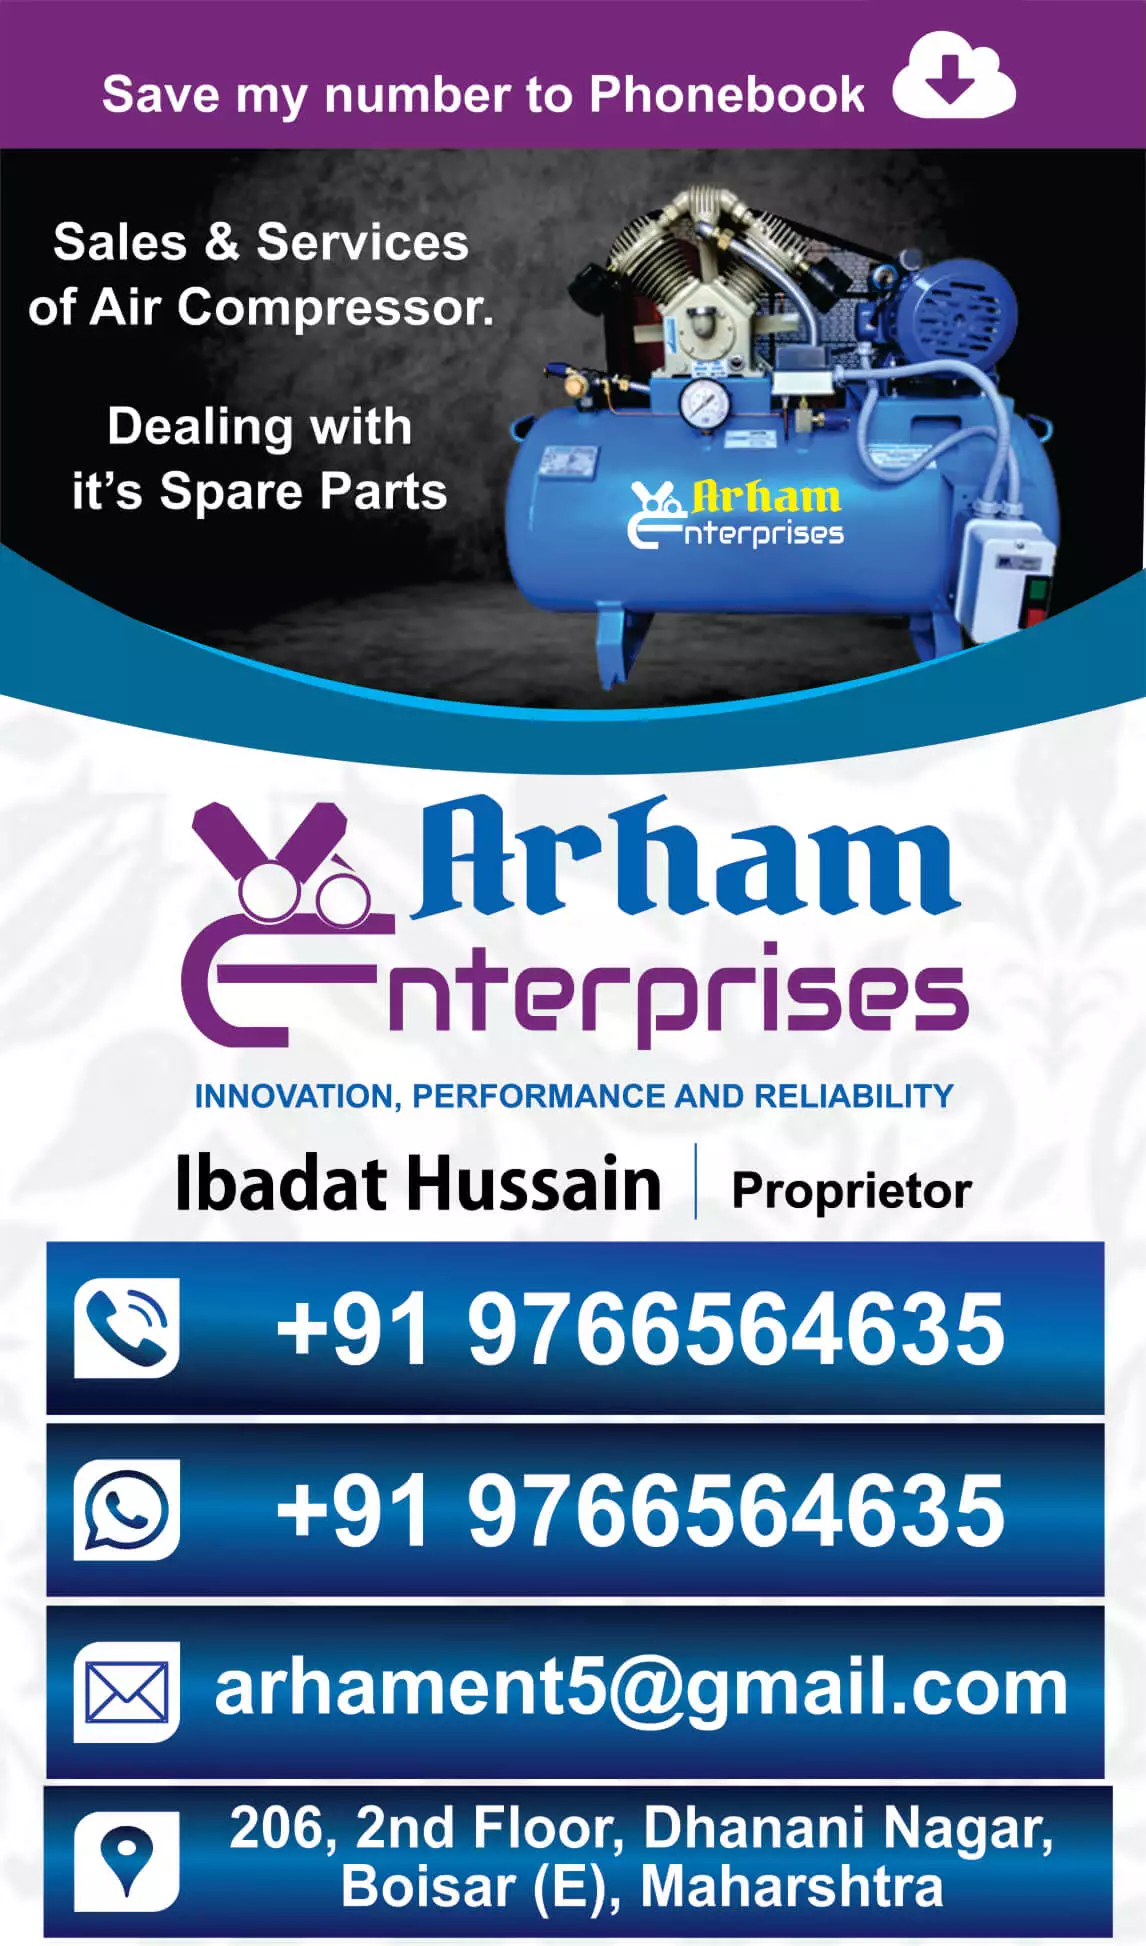 Save my number to Phonebook
Sales & Services
of Air Compressor.
Dealing with
it's Spare Parts
Arham
Enterprises
Arham
Enterprises
INNOVATION, PERFORMANCE AND RELIABILITY
Ibadat Hussain | Proprietor
+91 9766564635
+91 9766564635
arhament5@gmail.com
206, 2nd Floor, Dhanani Nagar,
Boisar (E), Maharshtra